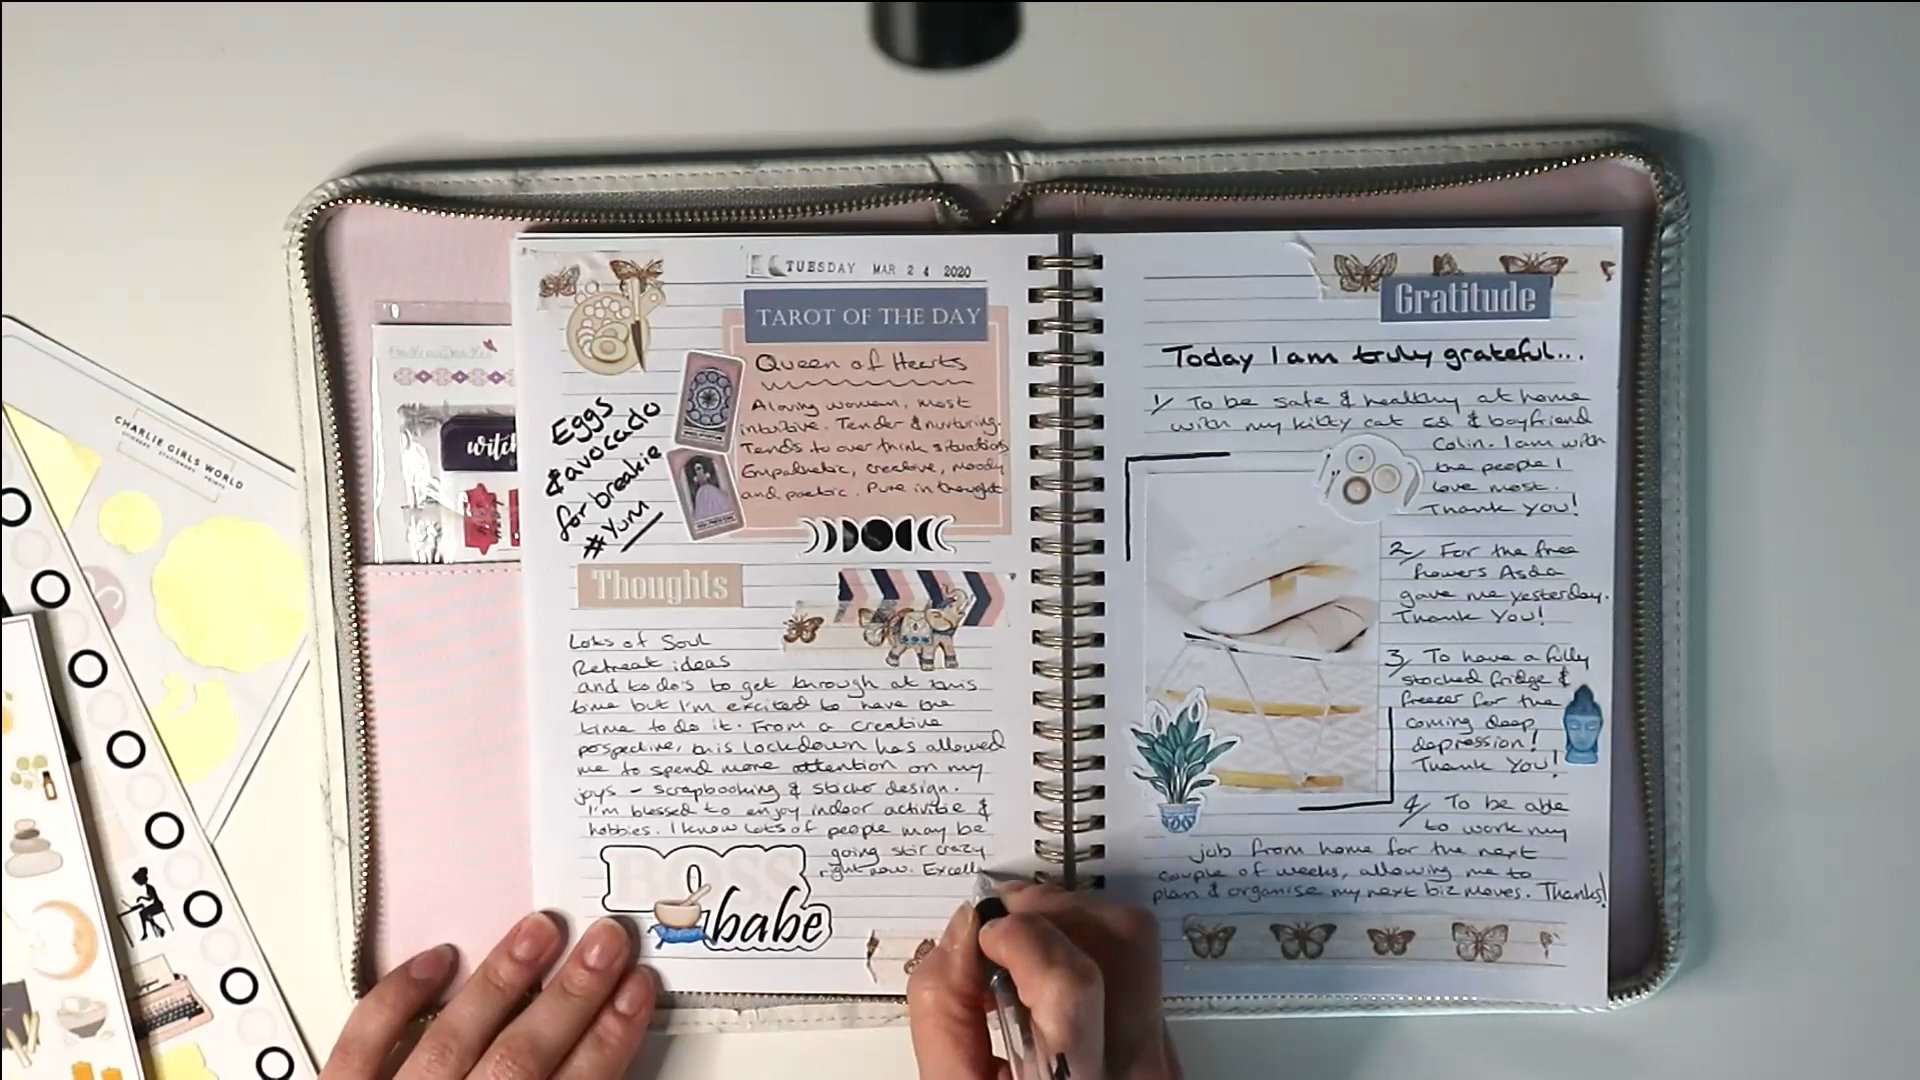 TUESDAY MAR 24 2020
TAROT OF THE DAY
Queen of Hearts
A loving woman, most
intuitive. Tender & nurturing.
Tends to over think situations
Empathetic, creative, moody
and poetic. Pure in thought
Eggs
& avocado
for breakie
#Yum
Thoughts
Lots of Soul
Retreat ideas
and to do's to get through at this
time but I'm excited to have the
time to do it. From a creative
perspective, this lockdown has allowed
me to spend more attention on my
joys - scrapbooking & sticker design.
I'm blessed to enjoy indoor activitie &
hobbies. I know lots of people may be
going stir crazy
right now. Excelle
BOSS
babe
Gratitude
Today I am truly grateful...
1/ To be safe & healthy at home
with my kitty cat Ed & boyfriend
Colin. I am with
the people I
love most.
Thank You!
2/ For the free
flowers Asda
gave me yesterday.
Thank You!
3/ To have a fully
stocked fridge &
freezer for the
coming deep
depression!
Thank You!
4/ To be able
to work my
job from home for the next
couple of weeks, allowing me to
plan & organise my next biz moves. Thanks!
witch
CHARLIE GIRLS WORLD